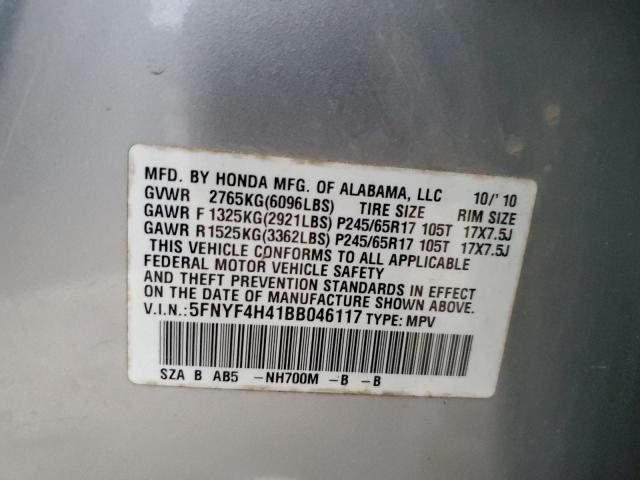 MFD. BY HONDA MFG. OF ALABAMA, LLC 10/'10
GVWR 2765KG(6096LBS) TIRE SIZE RIM SIZE
GAWR F 1325KG(2921LBS) P245/65R17 105T 17X7.5J
GAWR R1525KG(3362LBS) P245/65R17 105T 17X7.5J
THIS VEHICLE CONFORMS TO ALL APPLICABLE
FEDERAL MOTOR VEHICLE SAFETY
AND THEFT PREVENTION STANDARDS IN EFFECT
ON THE DATE OF MANUFACTURE SHOWN ABOVE.
V.I.N.:5FNYF4H41BB046117 TYPE: MPV
SZA B AB5 -NH700M -B -B